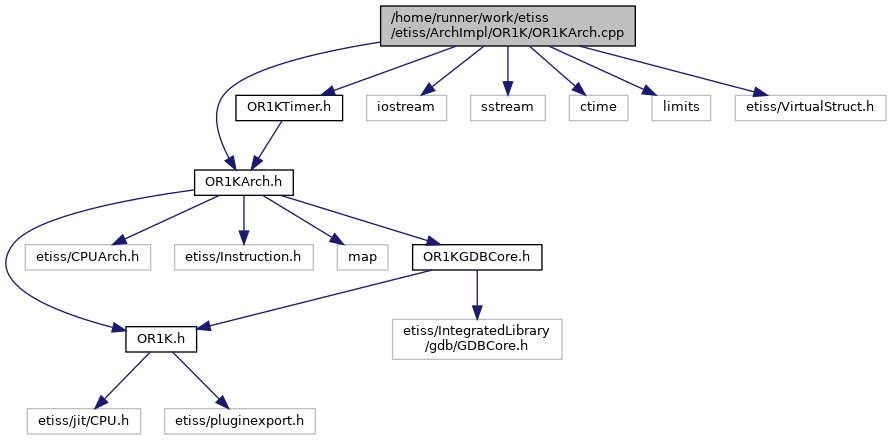 /home/runner/work/etiss
/etiss/ArchImpl/OR1K/OR1KArch.cpp
OR1KTimer.h
iostream
sstream
ctime
limits
etiss/VirtualStruct.h
OR1KArch.h
etiss/CPUArch.h
etiss/Instruction.h
map
OR1KGDBCore.h
OR1K.h
etiss/IntegratedLibrary
/gdb/GDBCore.h
etiss/jit/CPU.h
etiss/pluginexport.h